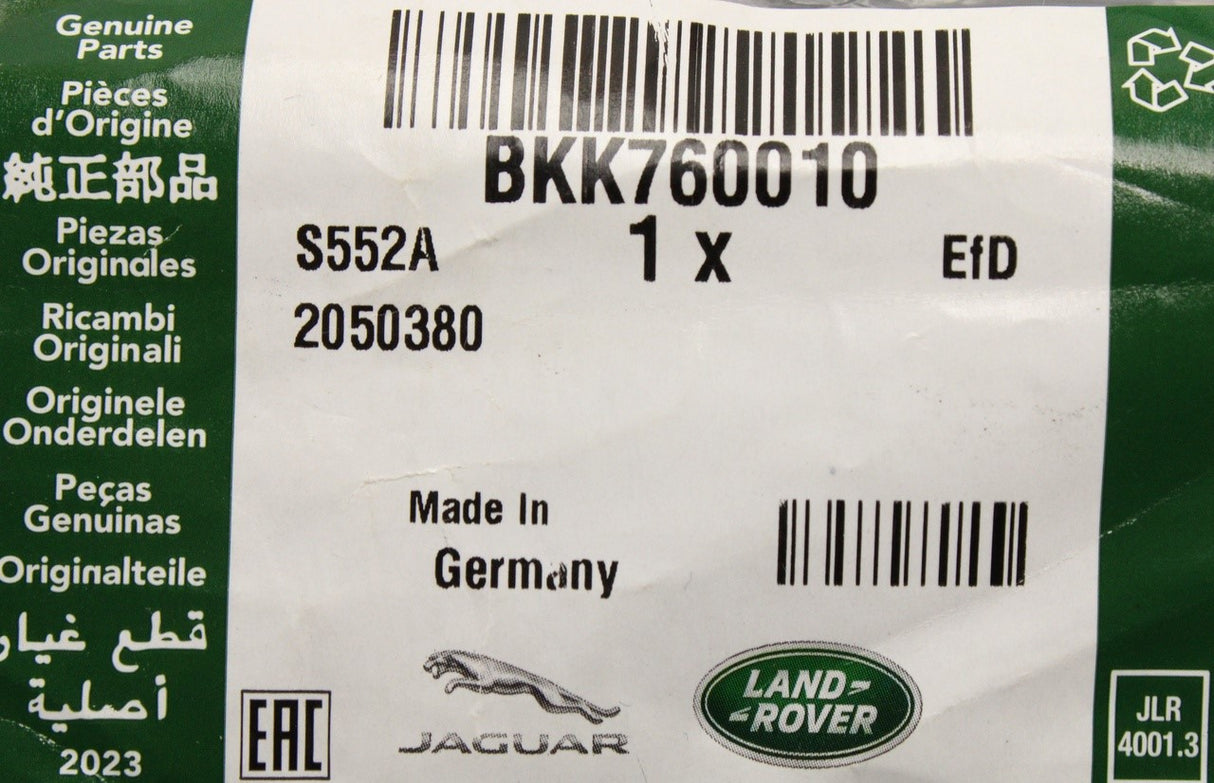 Genuine
Parts
Pièces
d'Origine
純正部品
Piezas
Originales
Ricambi
Originali
Originele
Onderdelen
Peças
Genuinas
Originalteile
قطع غيار
أصلية
2023
BKK760010
S552A
1 x
EfD
2050380
Made In
Germany
EAC
JAGUAR
LAND-
-ROVER
JLR
4001.3